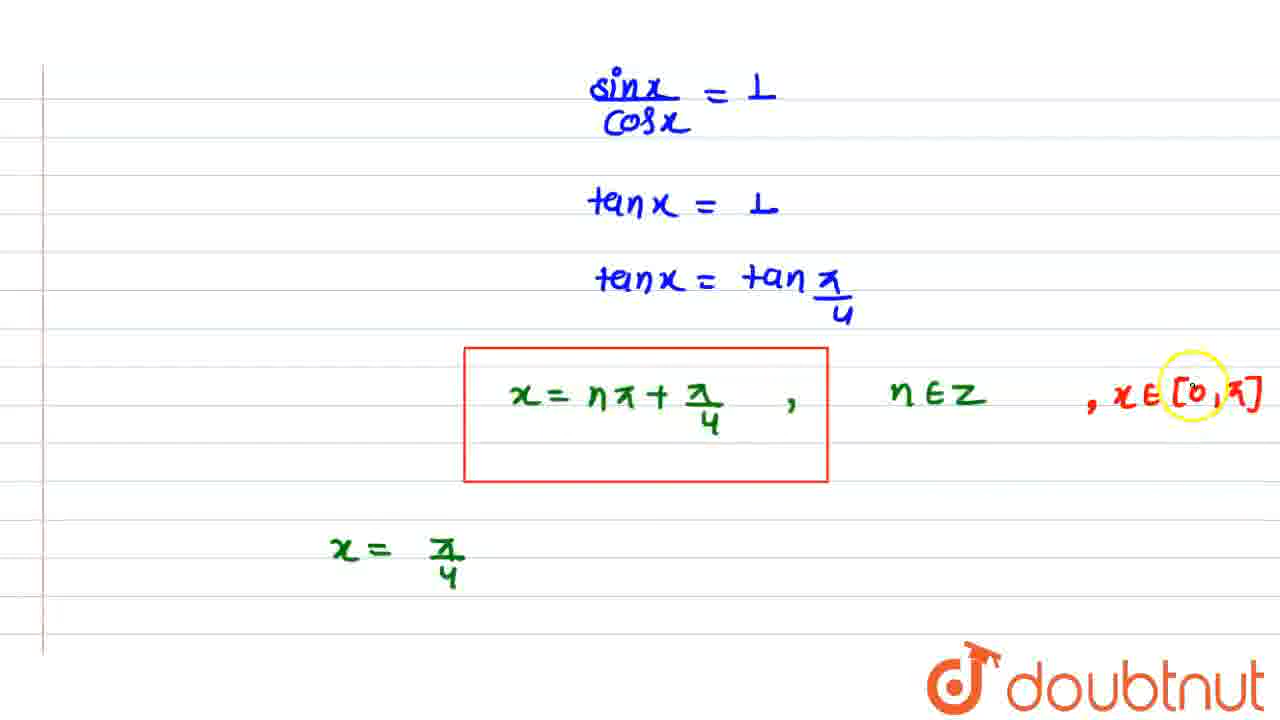 sinx/cosx = 1
tanx = 1
tanx = tan π/4
x = nπ + π/4 , n ∈ Z , x ∈ [0, π]
x = π/4
doubtnut